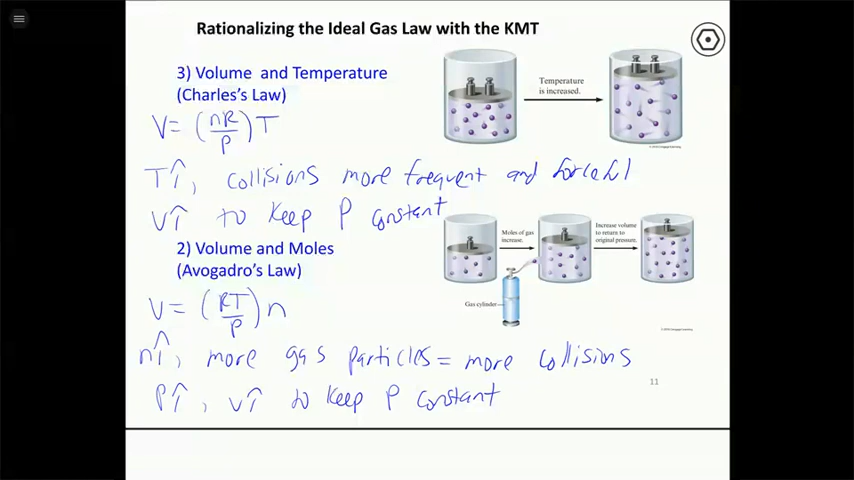 Rationalizing the Ideal Gas Law with the KMT
3) Volume and Temperature
(Charles's Law)
V = (nR/P)T
T↑, collisions more frequent and forceful
V↑ to keep P constant
Temperature
is increased.
2) Volume and Moles
(Avogadro's Law)
V = (RT/P)n
n↑, more gas particles = more collisions
P↑, V↑ to keep P constant
Moles of gas
increase.
Increase volume
to return to
original pressure.
Gas cylinder
11